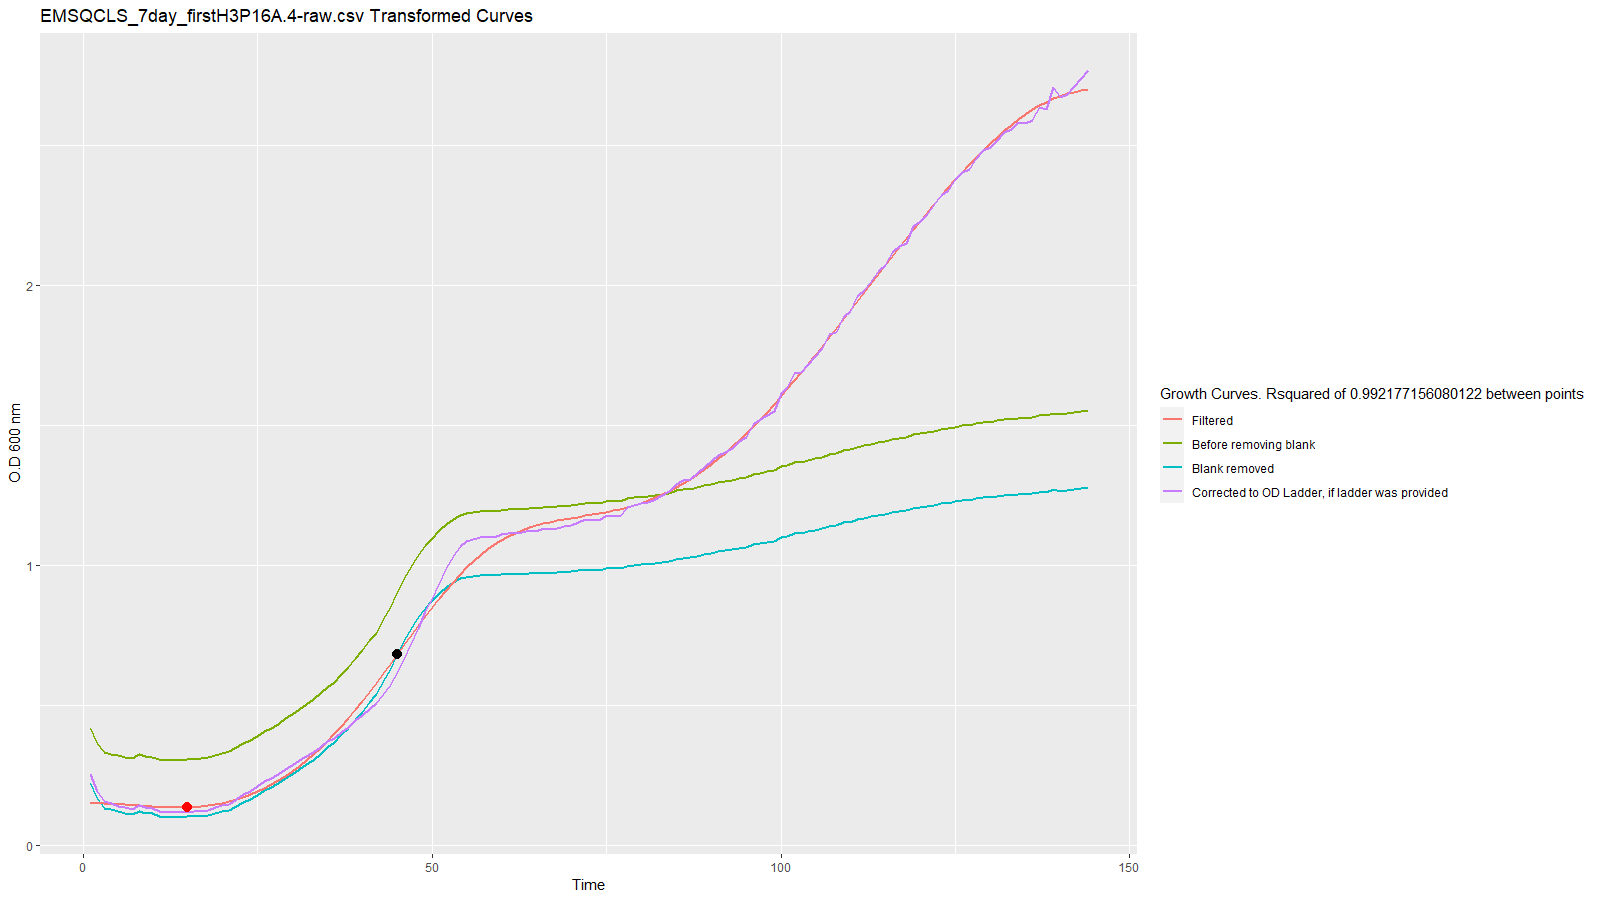 EMSQCLS_7day_firstH3P16A.4-raw.csv Transformed Curves
O.D 600 nm
2
1
0
0
50
100
150
Time
Growth Curves. Rsquared of 0.992177156080122 between points
Filtered
Before removing blank
Blank removed
Corrected to OD Ladder, if ladder was provided